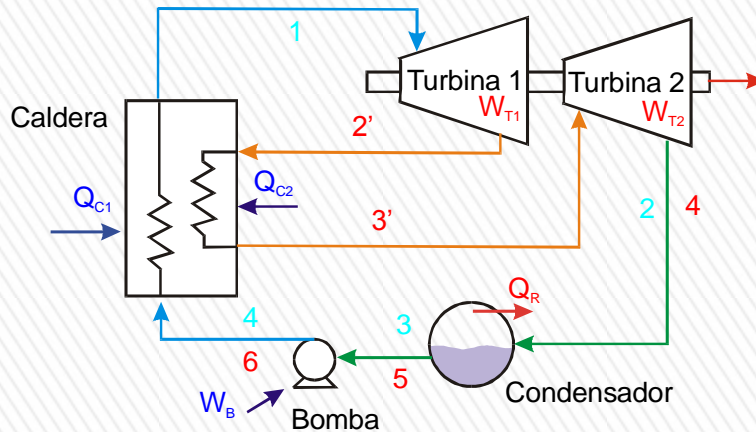 1
Turbina 1
Turbina 2
W_T1
W_T2
Caldera
2’
Q_C1
Q_C2
3’
2
4
Q_R
4
3
6
5
Condensador
W_B
Bomba